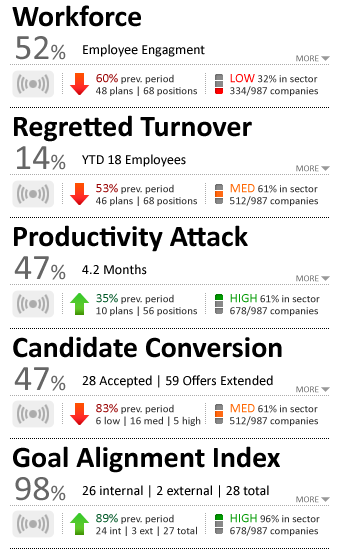 Workforce
52% Employee Engagment
MORE
60% prev. period LOW 32% in sector
48 plans | 68 positions 334/987 companies
Regretted Turnover
14% YTD 18 Employees
MORE
53% prev. period MED 61% in sector
46 plans | 68 positions 512/987 companies
Productivity Attack
47% 4.2 Months
MORE
35% prev. period HIGH 61% in sector
10 plans | 56 positions 678/987 companies
Candidate Conversion
47% 28 Accepted | 59 Offers Extended
MORE
83% prev. period MED 61% in sector
6 low | 16 med | 5 high 512/987 companies
Goal Alignment Index
98% 26 internal | 2 external | 28 total
MORE
89% prev. period HIGH 96% in sector
24 int | 3 ext | 27 total 678/987 companies